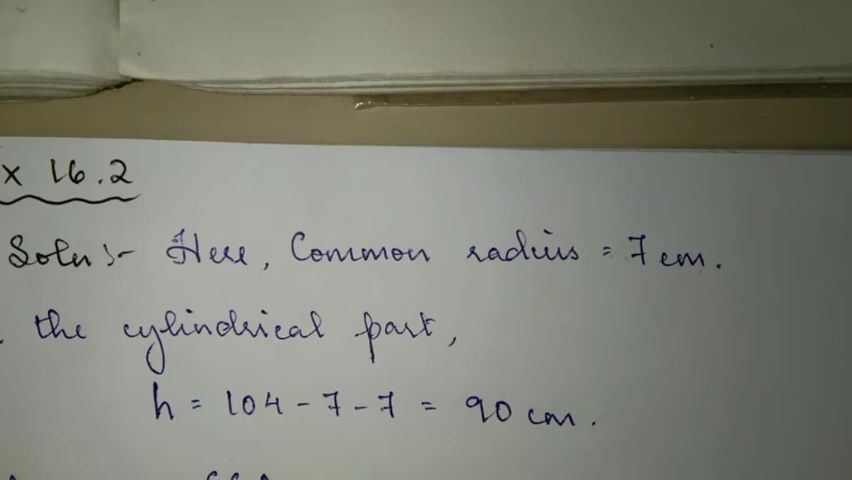 x 16.2
Soln :- Here, Common radius = 7 cm.
the cylindrical part,
h = 104 - 7 - 7 = 90 cm.